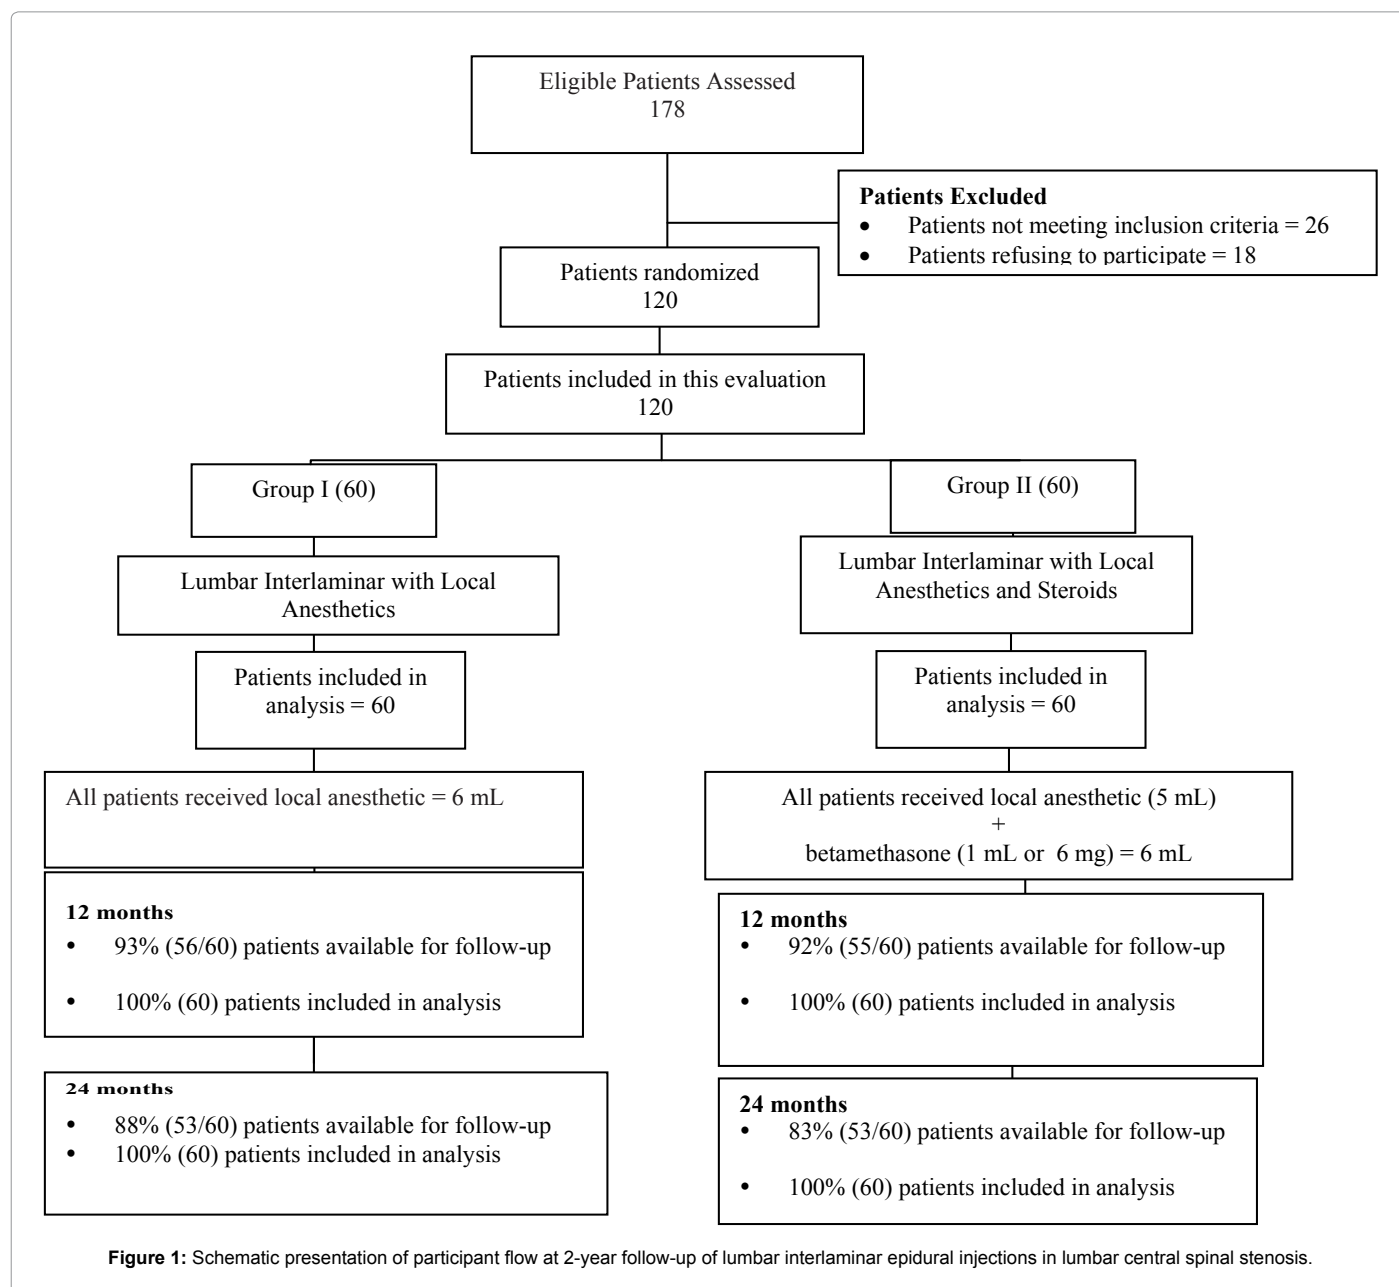 Eligible Patients Assessed
178
Patients Excluded
• Patients not meeting inclusion criteria = 26
• Patients refusing to participate = 18
Patients randomized
120
Patients included in this evaluation
120
Group I (60)
Group II (60)
Lumbar Interlaminar with Local
Anesthetics
Lumbar Interlaminar with Local
Anesthetics and Steroids
Patients included in
analysis = 60
Patients included in
analysis = 60
All patients received local anesthetic = 6 mL
All patients received local anesthetic (5 mL)
+
betamethasone (1 mL or 6 mg) = 6 mL
12 months
• 93% (56/60) patients available for follow-up
• 100% (60) patients included in analysis
12 months
• 92% (55/60) patients available for follow-up
• 100% (60) patients included in analysis
24 months
• 88% (53/60) patients available for follow-up
• 100% (60) patients included in analysis
24 months
• 83% (53/60) patients available for follow-up
• 100% (60) patients included in analysis
Figure 1: Schematic presentation of participant flow at 2-year follow-up of lumbar interlaminar epidural injections in lumbar central spinal stenosis.